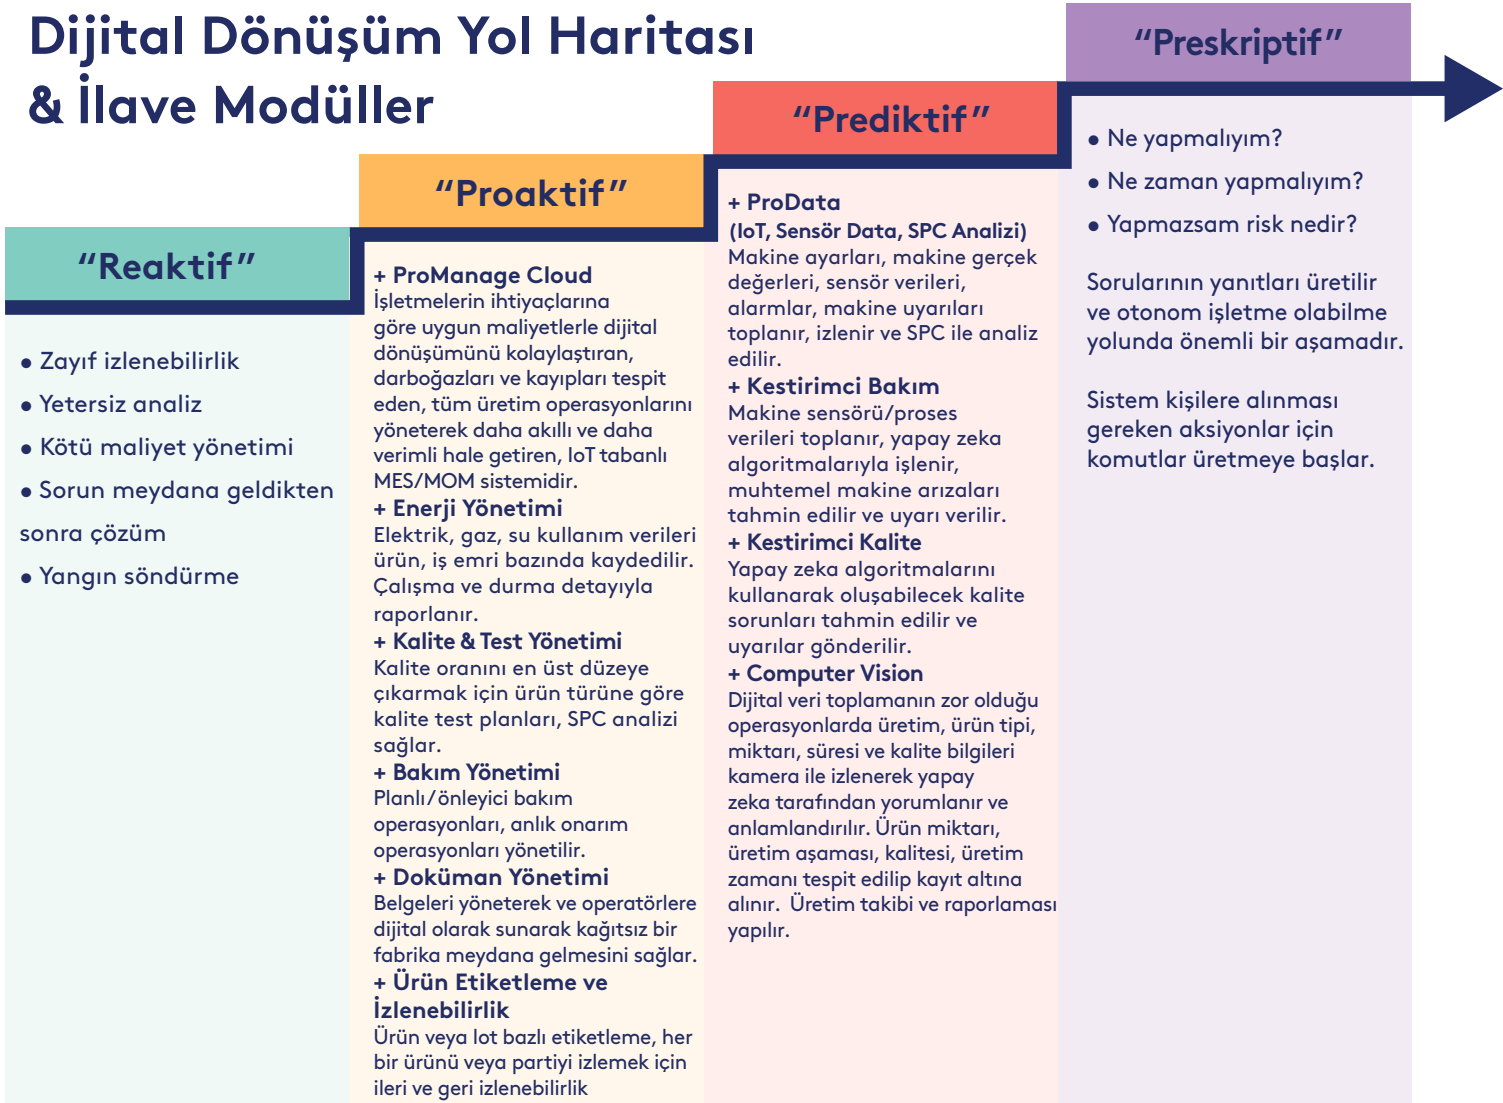 Dijital Dönüşüm Yol Haritası
& İlave Modüller
“Reaktif”
● Zayıf izlenebilirlik
● Yetersiz analiz
● Kötü maliyet yönetimi
● Sorun meydana geldikten
sonra çözüm
● Yangın söndürme
“Proaktif”
+ ProManage Cloud
İşletmelerin ihtiyaçlarına
göre uygun maliyetlerle dijital
dönüşümünü kolaylaştıran,
darboğazları ve kayıpları tespit
eden, tüm üretim operasyonlarını
yöneterek daha akıllı ve daha
verimli hale getiren, IoT tabanlı
MES/MOM sistemidir.
+ Enerji Yönetimi
Elektrik, gaz, su kullanım verileri
ürün, iş emri bazında kaydedilir.
Çalışma ve durma detayıyla
raporlanır.
+ Kalite & Test Yönetimi
Kalite oranını en üst düzeye
çıkarmak için ürün türüne göre
kalite test planları, SPC analizi
sağlar.
+ Bakım Yönetimi
Planlı/önleyici bakım
operasyonları, anlık onarım
operasyonları yönetilir.
+ Doküman Yönetimi
Belgeleri yöneterek ve operatörlere
dijital olarak sunarak kağıtsız bir
fabrika meydana gelmesini sağlar.
+ Ürün Etiketleme ve
İzlenebilirlik
Ürün veya lot bazlı etiketleme, her
bir ürünü veya partiyi izlemek için
ileri ve geri izlenebilirlik
“Prediktif”
+ ProData
(IoT, Sensör Data, SPC Analizi)
Makine ayarları, makine gerçek
değerleri, sensör verileri,
alarmlar, makine uyarıları
toplanır, izlenir ve SPC ile analiz
edilir.
+ Kestirimci Bakım
Makine sensörü/proses
verileri toplanır, yapay zeka
algoritmalarıyla işlenir,
muhtemel makine arızaları
tahmin edilir ve uyarı verilir.
+ Kestirimci Kalite
Yapay zeka algoritmalarını
kullanarak oluşabilecek kalite
sorunları tahmin edilir ve
uyarılar gönderilir.
+ Computer Vision
Dijital veri toplamanın zor olduğu
operasyonlarda üretim, ürün tipi,
miktarı, süresi ve kalite bilgileri
kamera ile izlenerek yapay
zeka tarafından yorumlanır ve
anlamlandırılır. Ürün miktarı,
üretim aşaması, kalitesi, üretim
zamanı tespit edilip kayıt altına
alınır. Üretim takibi ve raporlaması
yapılır.
“Preskriptif”
● Ne yapmalıyım?
● Ne zaman yapmalıyım?
● Yapmazsam risk nedir?
Sorularının yanıtları üretilir
ve otonom işletme olabilme
yolunda önemli bir aşamadır.
Sistem kişilere alınması
gereken aksiyonlar için
komutlar üretmeye başlar.